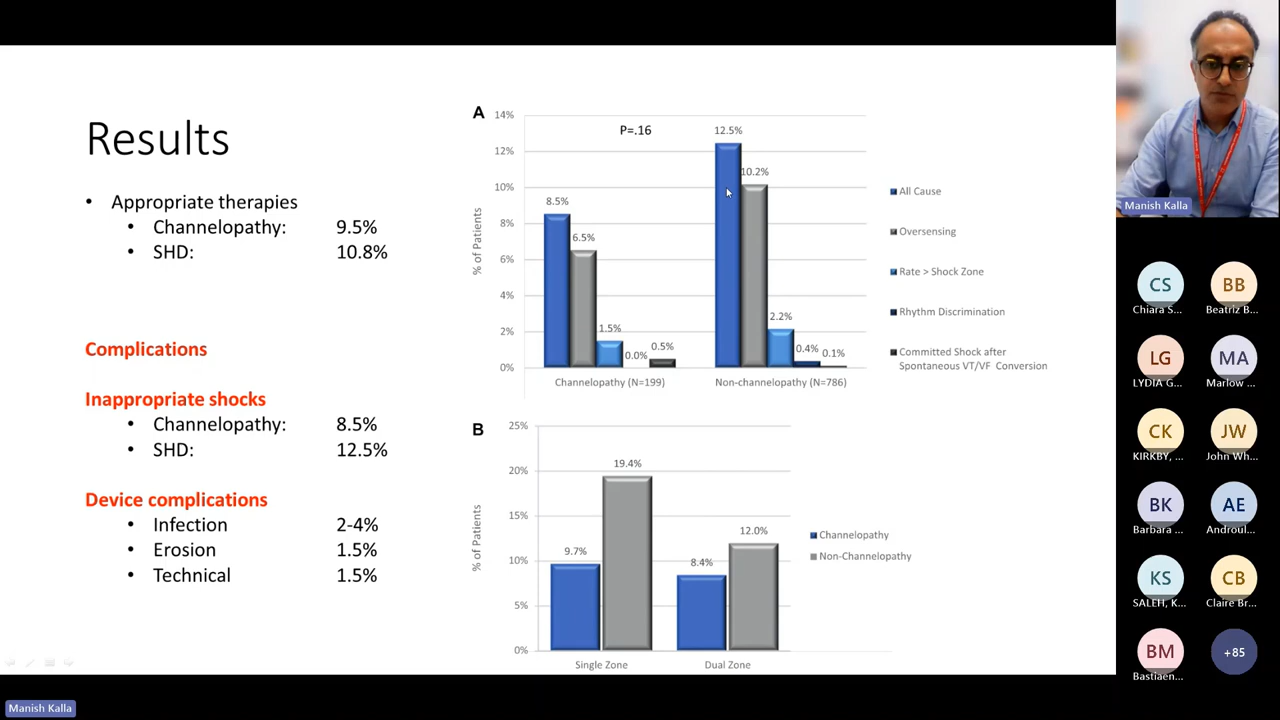 Results
• Appropriate therapies
• Channelopathy: 9.5%
• SHD: 10.8%
Complications
Inappropriate shocks
• Channelopathy: 8.5%
• SHD: 12.5%
Device complications
• Infection 2-4%
• Erosion 1.5%
• Technical 1.5%
A
P=.16
14%
12%
10%
8%
6%
4%
2%
0%
% of Patients
8.5%
6.5%
1.5%
0.0%
0.5%
12.5%
10.2%
2.2%
0.4%
0.1%
Channelopathy (N=199)
Non-channelopathy (N=786)
All Cause
Oversensing
Rate > Shock Zone
Rhythm Discrimination
Committed Shock after
Spontaneous VT/VF Conversion
B
25%
20%
15%
10%
5%
0%
% of Patients
9.7%
19.4%
8.4%
12.0%
Single Zone
Dual Zone
Channelopathy
Non-Channelopathy
Manish Kalla
CS
Chiara S...
BB
Beatriz B...
LG
LYDIA G...
MA
Marlow ...
CK
KIRKBY, ...
JW
John Wh...
BK
Barbara ...
AE
Androul...
KS
SALEH, K...
CB
Claire Br...
BM
Bastiaen...
+85
Manish Kalla